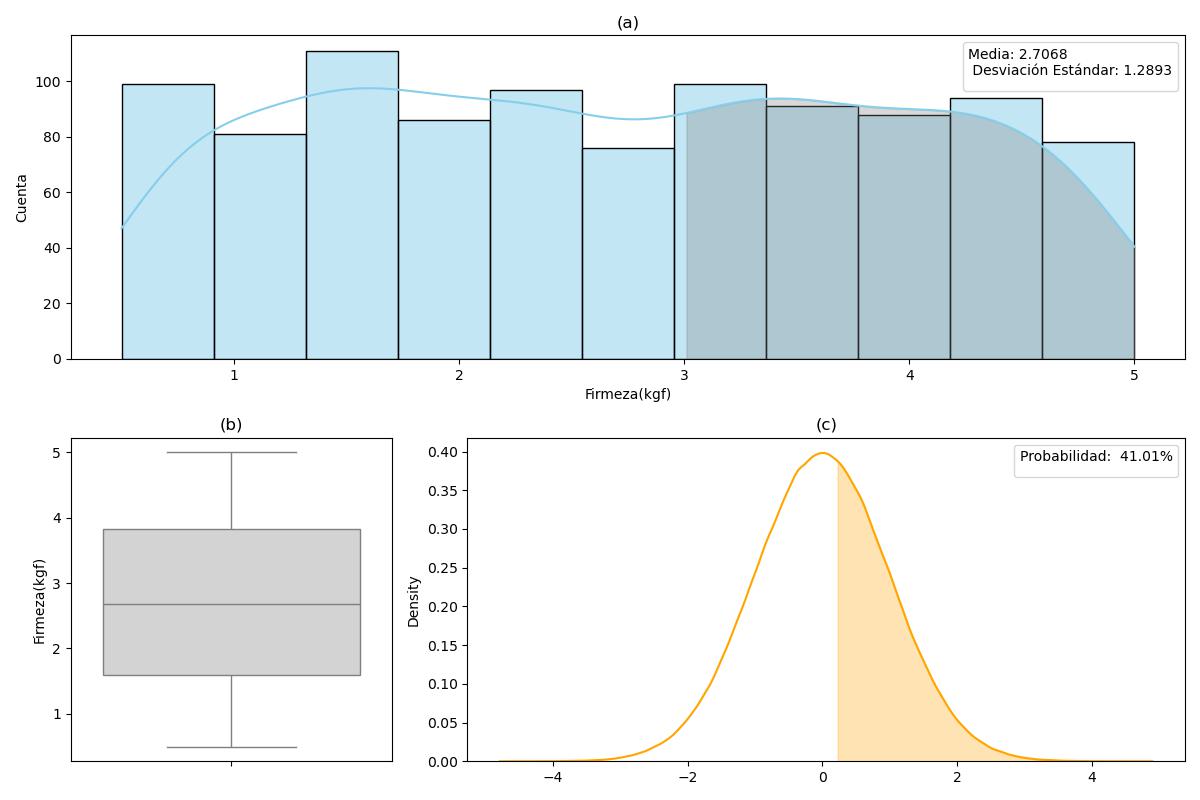 (a)
Media: 2.7068
Desviación Estándar: 1.2893
Cuenta
100
80
60
40
20
0
1 2 3 4 5
Firmeza(kgf)
(b)
Firmeza(kgf)
5
4
3
2
1
(c)
Probabilidad: 41.01%
Density
0.40
0.35
0.30
0.25
0.20
0.15
0.10
0.05
0.00
−4 −2 0 2 4